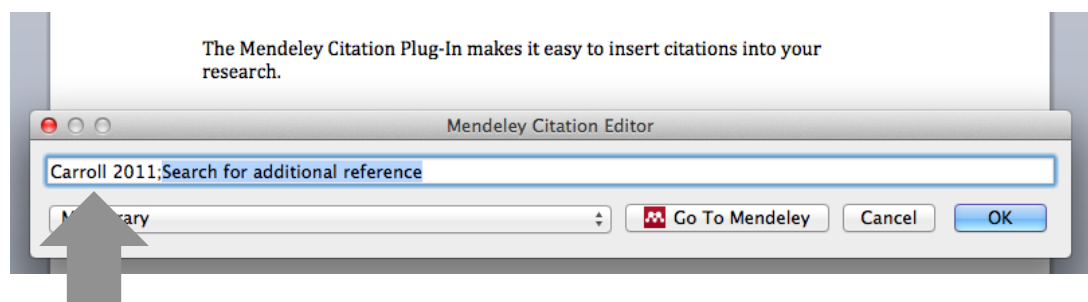 The Mendeley Citation Plug-In makes it easy to insert citations into your
research.
Mendeley Citation Editor
Carroll 2011;Search for additional reference
Go To Mendeley
Cancel
OK